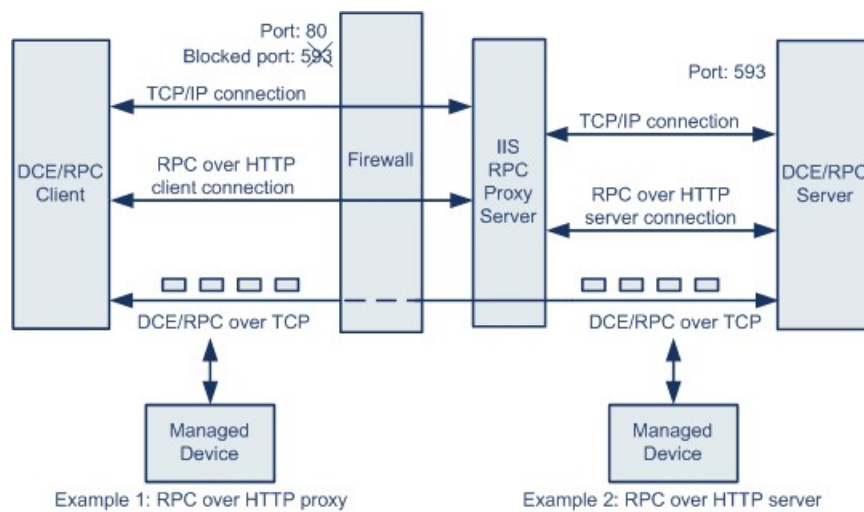 Port: 80
Blocked port: 593
Port: 593
TCP/IP connection
TCP/IP connection
DCE/RPC
Client
RPC over HTTP
client connection
Firewall
IIS
RPC
Proxy
Server
RPC over HTTP
server connection
DCE/RPC
Server
DCE/RPC over TCP
DCE/RPC over TCP
Managed
Device
Managed
Device
Example 1: RPC over HTTP proxy
Example 2: RPC over HTTP server